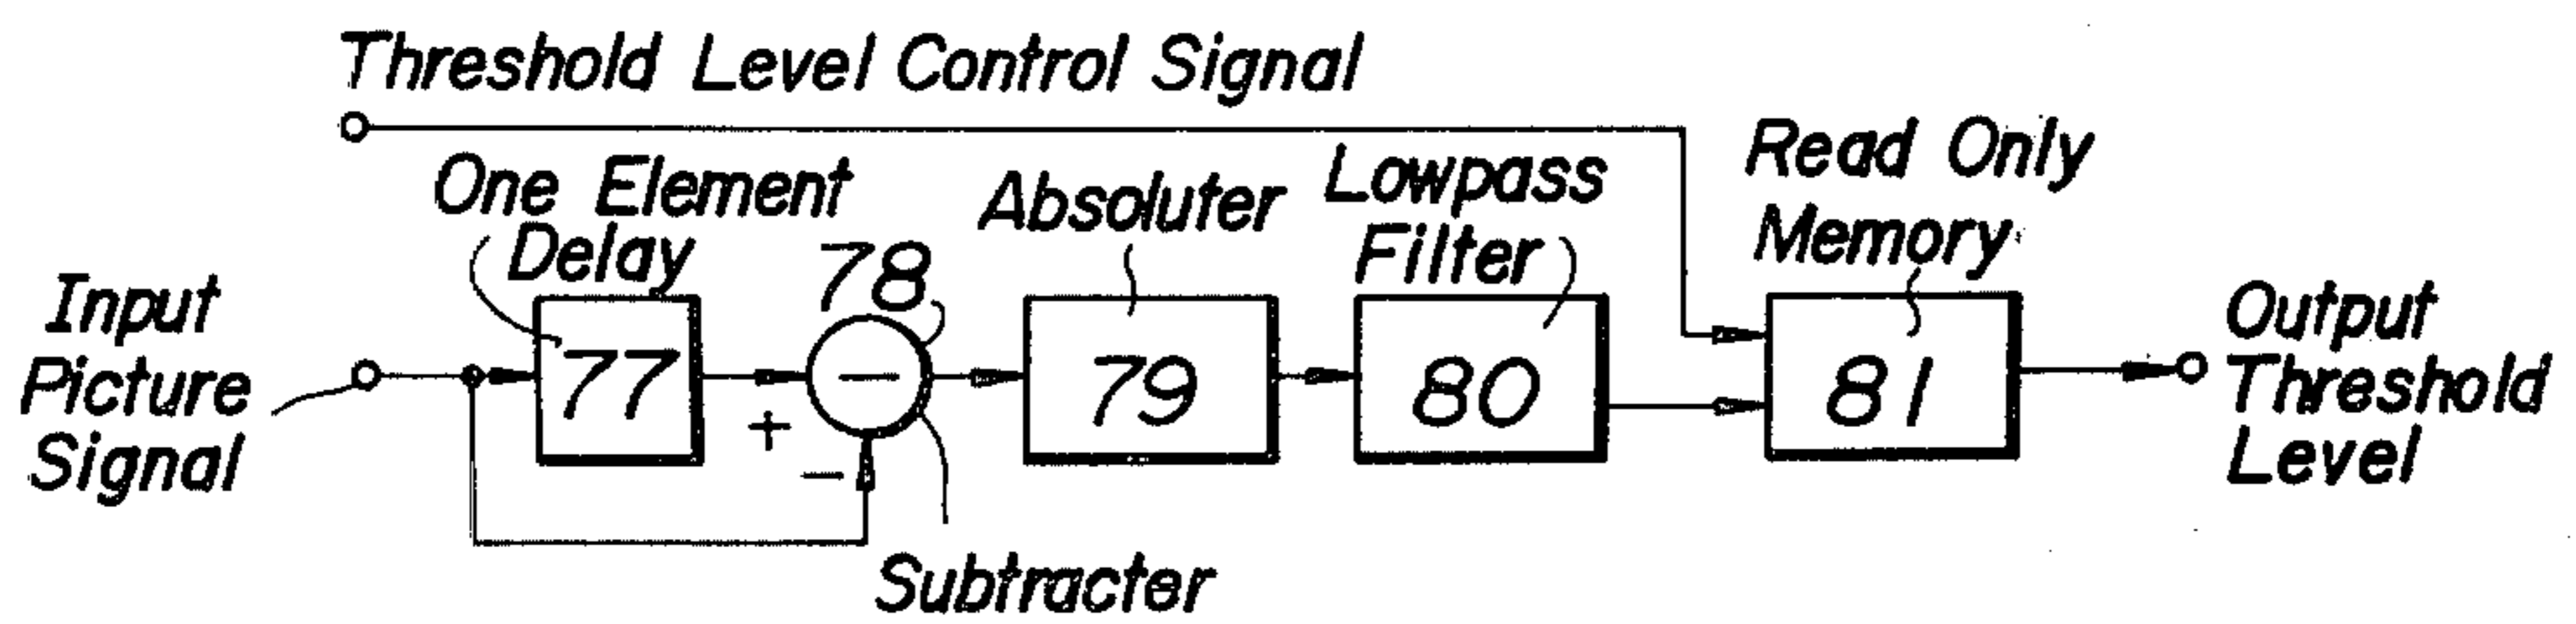 Threshold Level Control Signal
One Element
Delay
78
Absoluter
Lowpass
Filter
Read Only
Memory
Input
Picture
Signal
77
+
−
−
79
80
81
Output
Threshold
Level
Subtracter